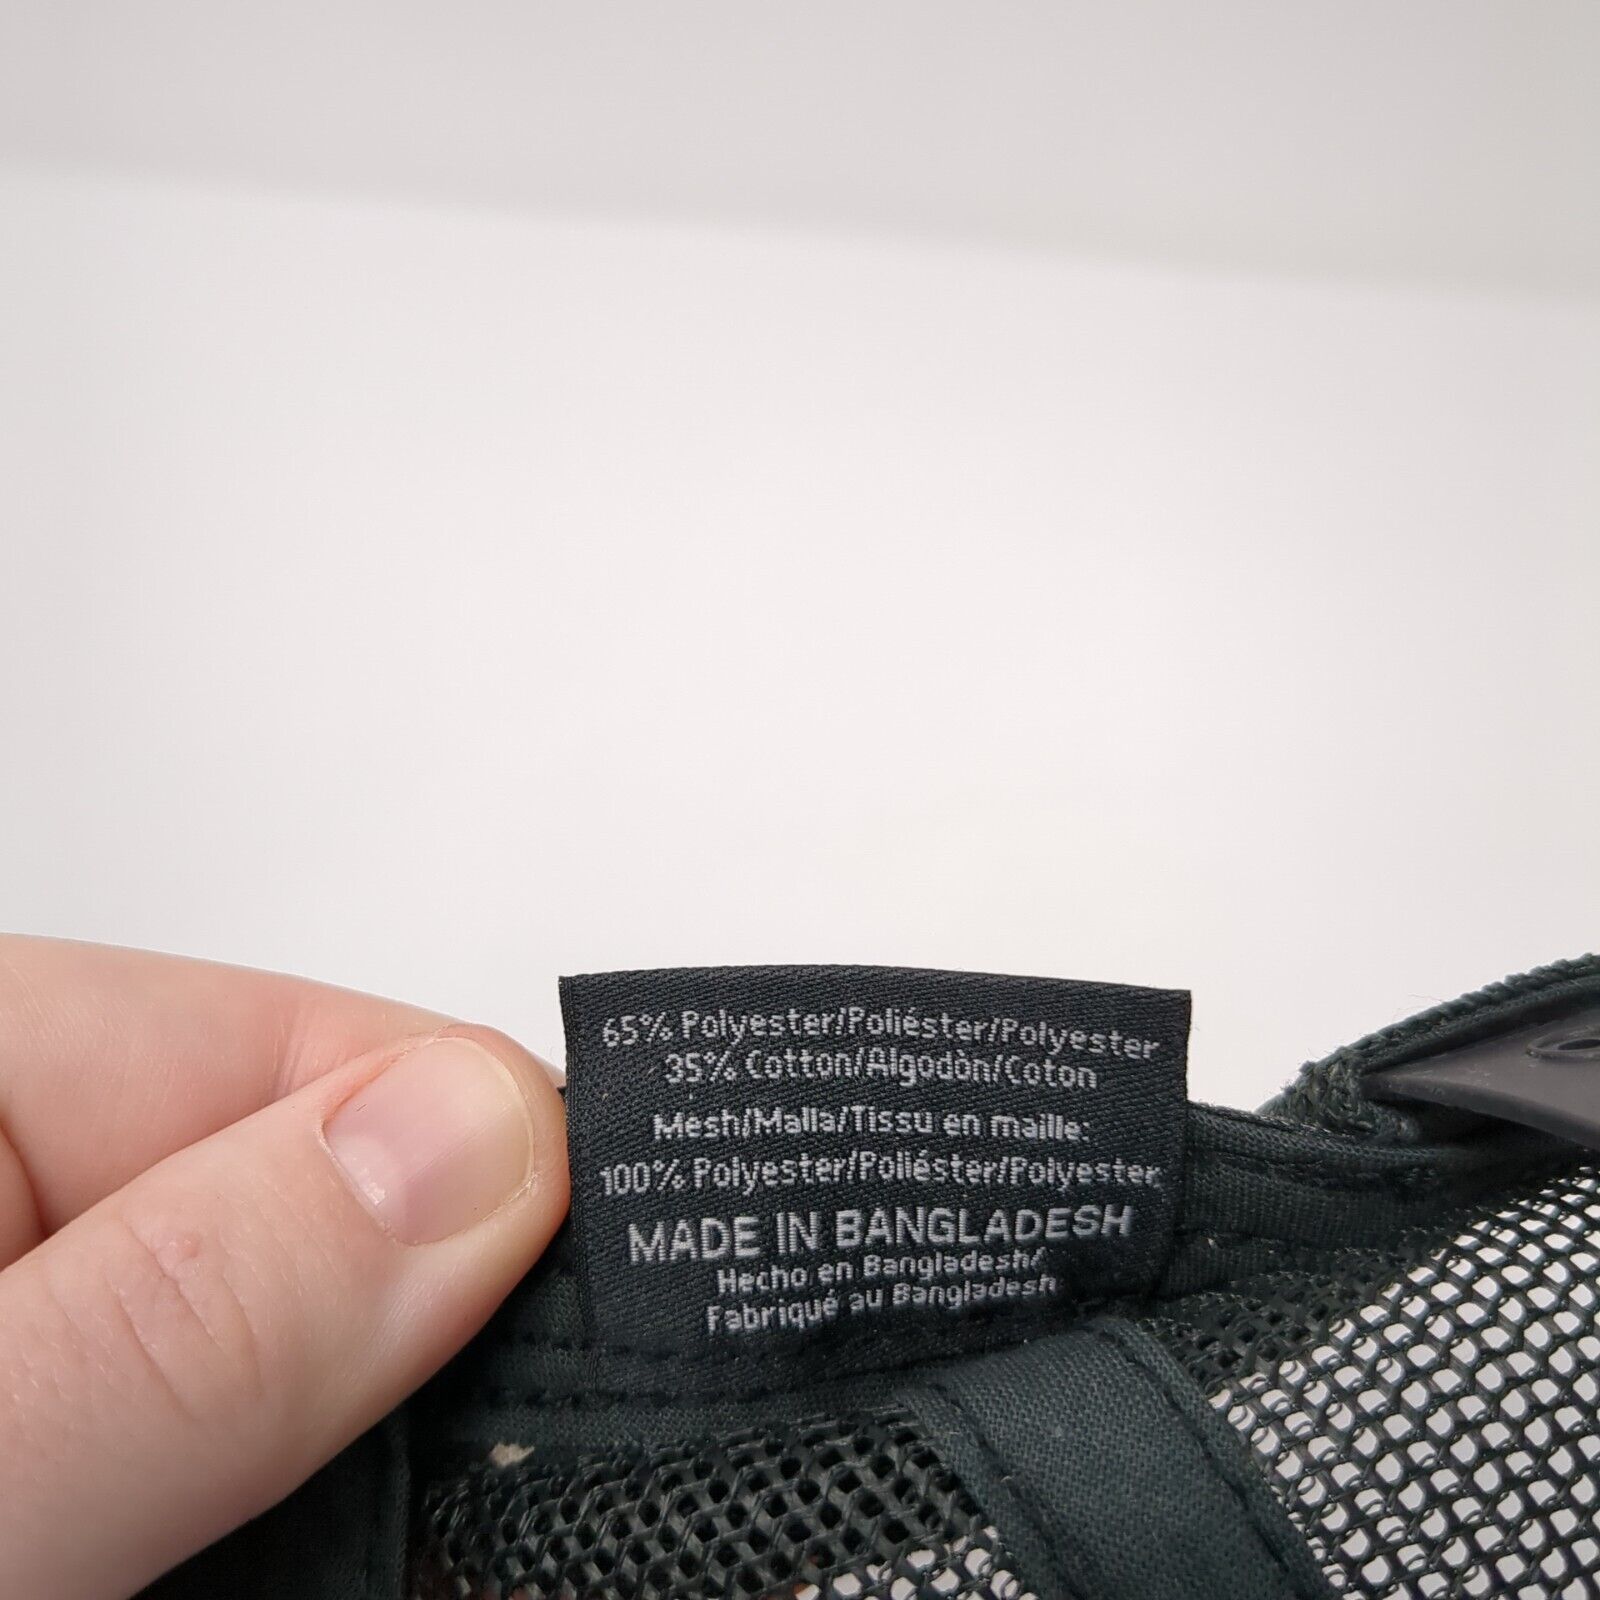 65% Polyester/Poliéster/Polyester
35% Cotton/Algodòn/Coton
Mesh/Malla/Tissu en maille:
100% Polyester/Poliéster/Polyester
MADE IN BANGLADESH
Hecho en Bangladesh/
Fabriqué au Bangladesh